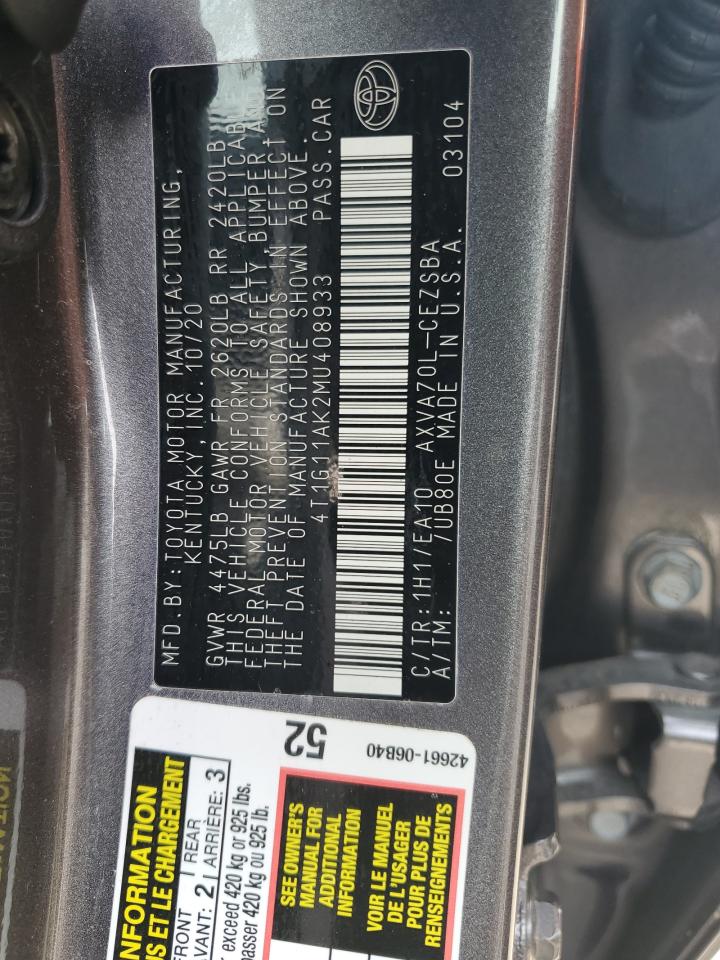 MFD.BY:TOYOTA MOTOR MANUFACTURING,
KENTUCKY, INC. 10/20
GVWR 4475LB GAWR FR 2620LB RR 2420LB
THIS VEHICLE CONFORMS TO ALL APPLICABLE
FEDERAL MOTOR VEHICLE SAFETY, BUMPER, AND
THEFT PREVENTION STANDARDS IN EFFECT ON
THE DATE OF MANUFACTURE SHOWN ABOVE.
4T1G11AK2MU408933 PASS.CAR
C/TR:1H1/EA10 AXVA70L-CEZSBA 03104
A/TM: /UB80E MADE IN U.S.A.
INFORMATION
US ET LE CHARGEMENT
FRONT
AVANT: 2
REAR
ARRIÈRE: 3
exceed 420 kg or 925 lbs.
passer 420 kg ou 925 lb.
52
SEE OWNER'S
MANUAL FOR
ADDITIONAL
INFORMATION
VOIR LE MANUEL
DE L'USAGER
POUR PLUS DE
RENSEIGNEMENTS
42661-06B40